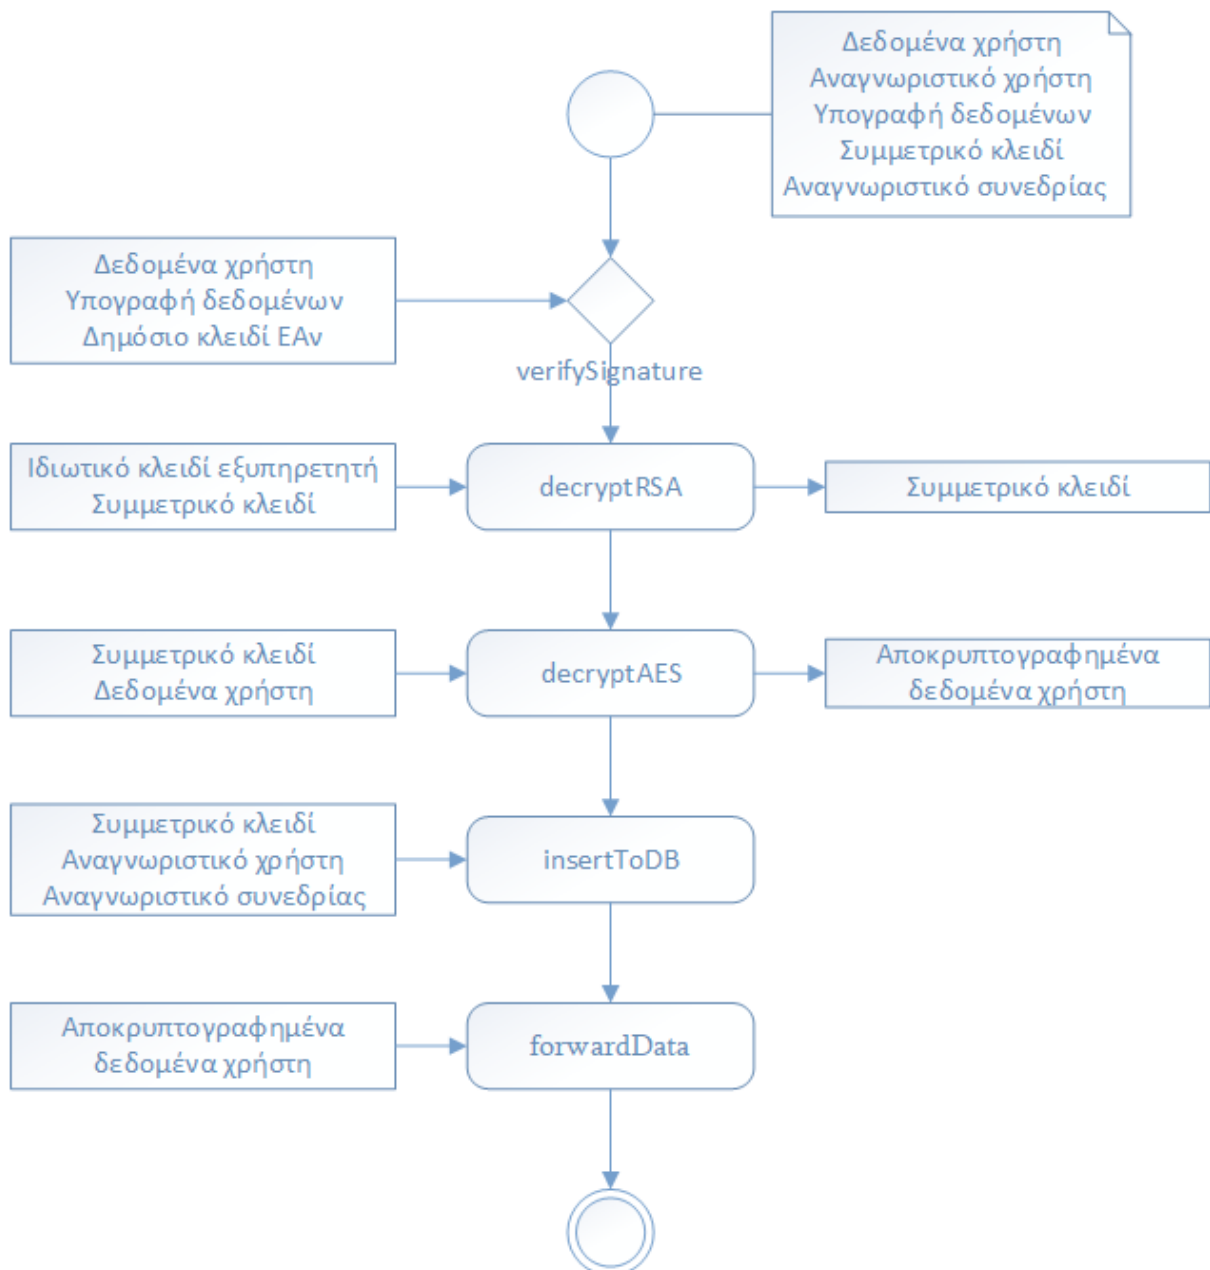 Δεδομένα χρήστη
Αναγνωριστικό χρήστη
Υπογραφή δεδομένων
Συμμετρικό κλειδί
Αναγνωριστικό συνεδρίας
Δεδομένα χρήστη
Υπογραφή δεδομένων
Δημόσιο κλειδί ΕΑν
verifySignature
Ιδιωτικό κλειδί εξυπηρετητή
Συμμετρικό κλειδί
decryptRSA
Συμμετρικό κλειδί
Συμμετρικό κλειδί
Δεδομένα χρήστη
decryptAES
Αποκρυπτογραφημένα
δεδομένα χρήστη
Συμμετρικό κλειδί
Αναγνωριστικό χρήστη
Αναγνωριστικό συνεδρίας
insertToDB
Αποκρυπτογραφημένα
δεδομένα χρήστη
forwardData